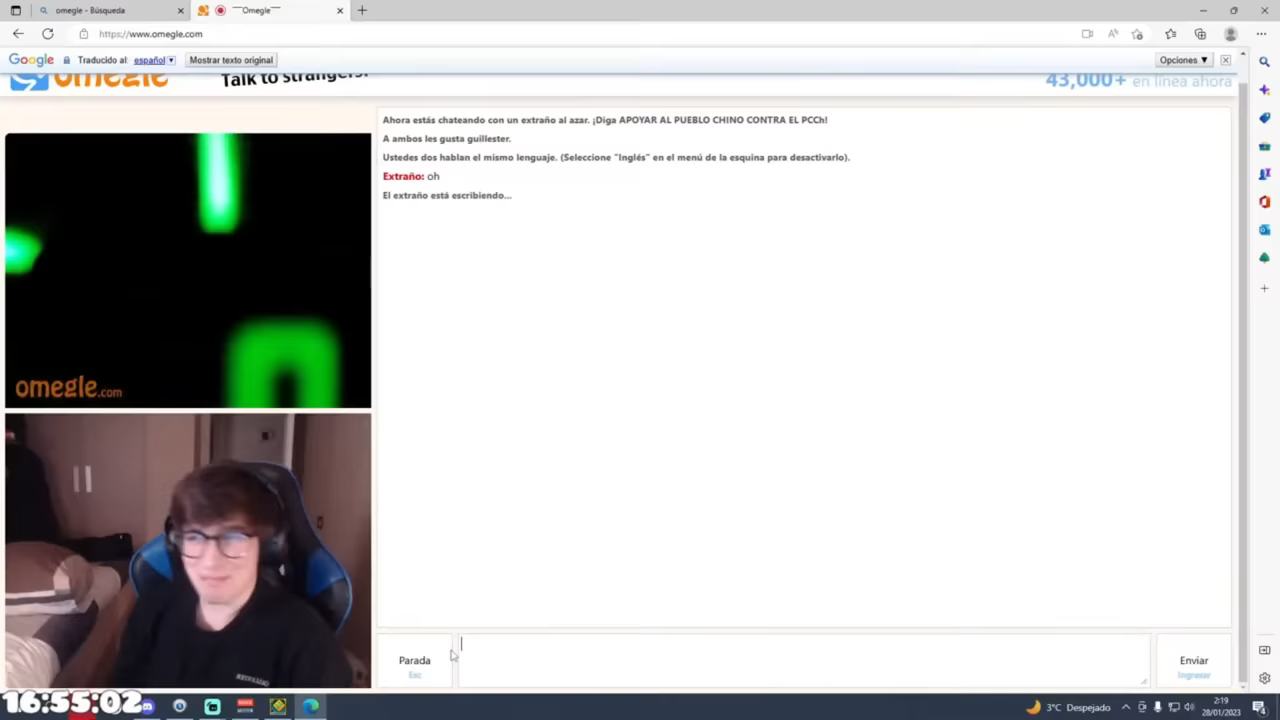 omegle - Búsqueda
Omegle
https://www.omegle.com
Google Traducido al: español Mostrar texto original Opciones
omegle Talk to strangers! 43,000+ en línea ahora
Ahora estás chateando con un extraño al azar. ¡Diga APOYAR AL PUEBLO CHINO CONTRA EL PCCh!
A ambos les gusta guillester.
Ustedes dos hablan el mismo lenguaje. (Seleccione "Inglés" en el menú de la esquina para desactivarlo).
Extraño: oh
El extraño está escribiendo...
omegle.com
Parada
Esc
Enviar
Ingresar
16:55:02
3°C Despejado
2:19
28/01/2023